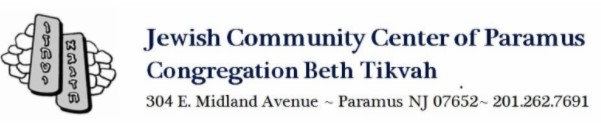 Jewish Community Center of Paramus
Congregation Beth Tikvah
304 E. Midland Avenue ~ Paramus NJ 07652~ 201.262.7691